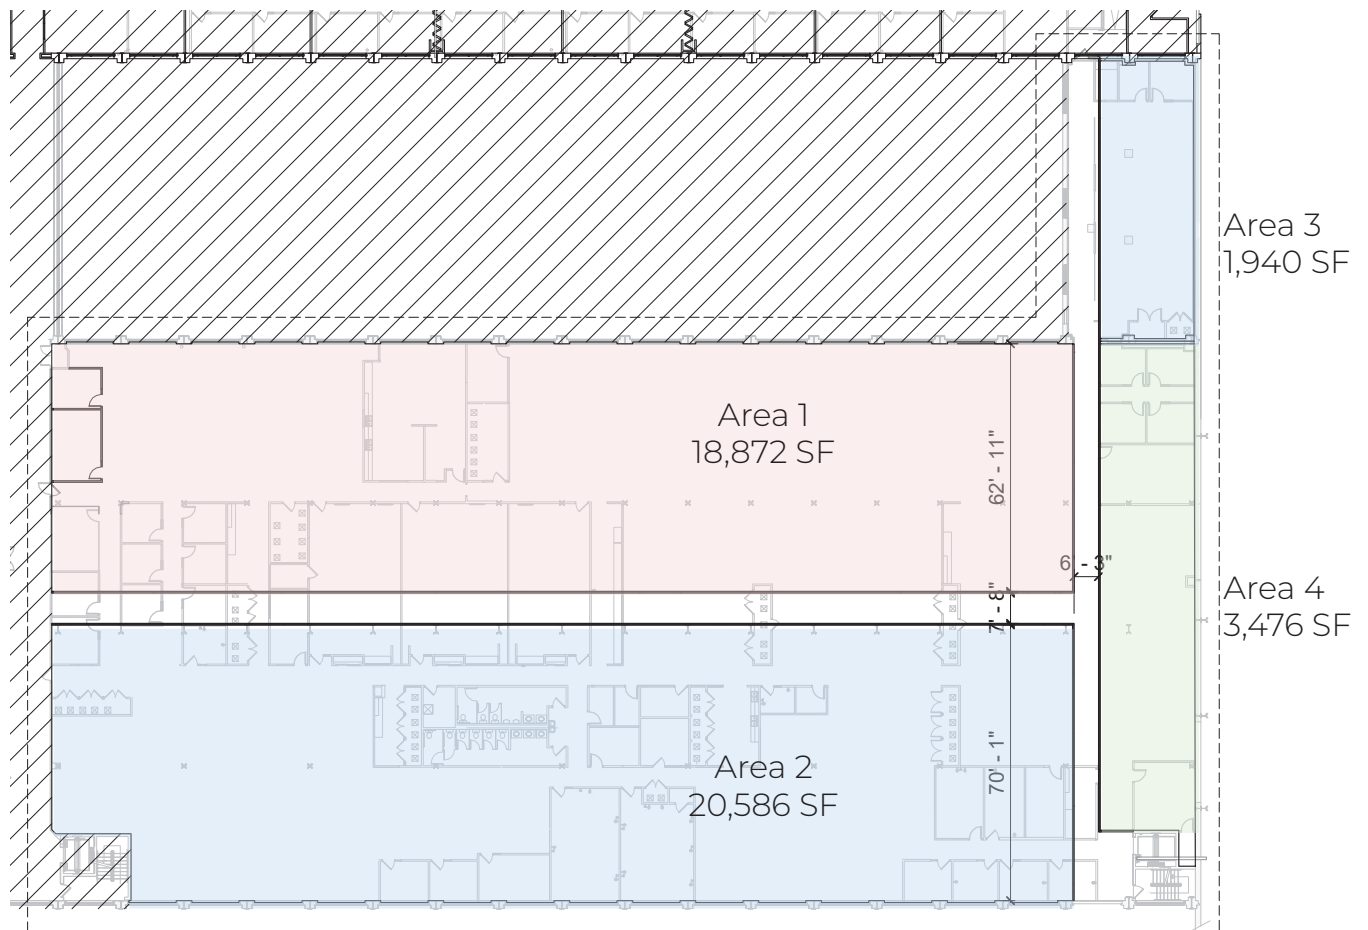 Area 3
1,940 SF
Area 1
18,872 SF
62' - 11"
6' - 3"
7' - 8"
Area 4
3,476 SF
Area 2
20,586 SF
70' - 1"